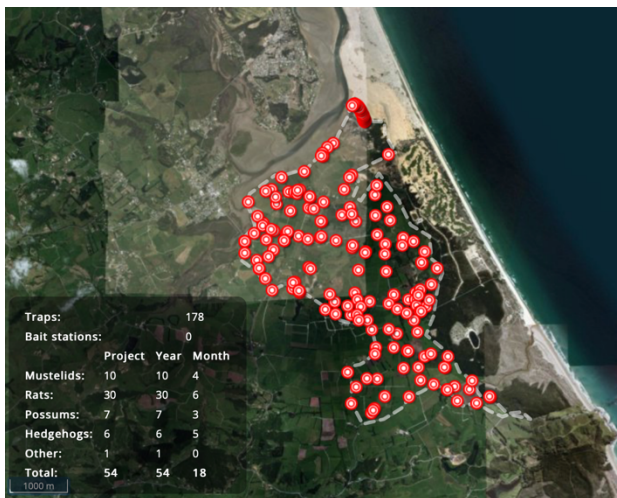 Traps: 178
Bait stations: 0
Project Year Month
Mustelids: 10 10 4
Rats: 30 30 6
Possums: 7 7 3
Hedgehogs: 6 6 5
Other: 1 1 0
Total: 54 54 18
1000 m